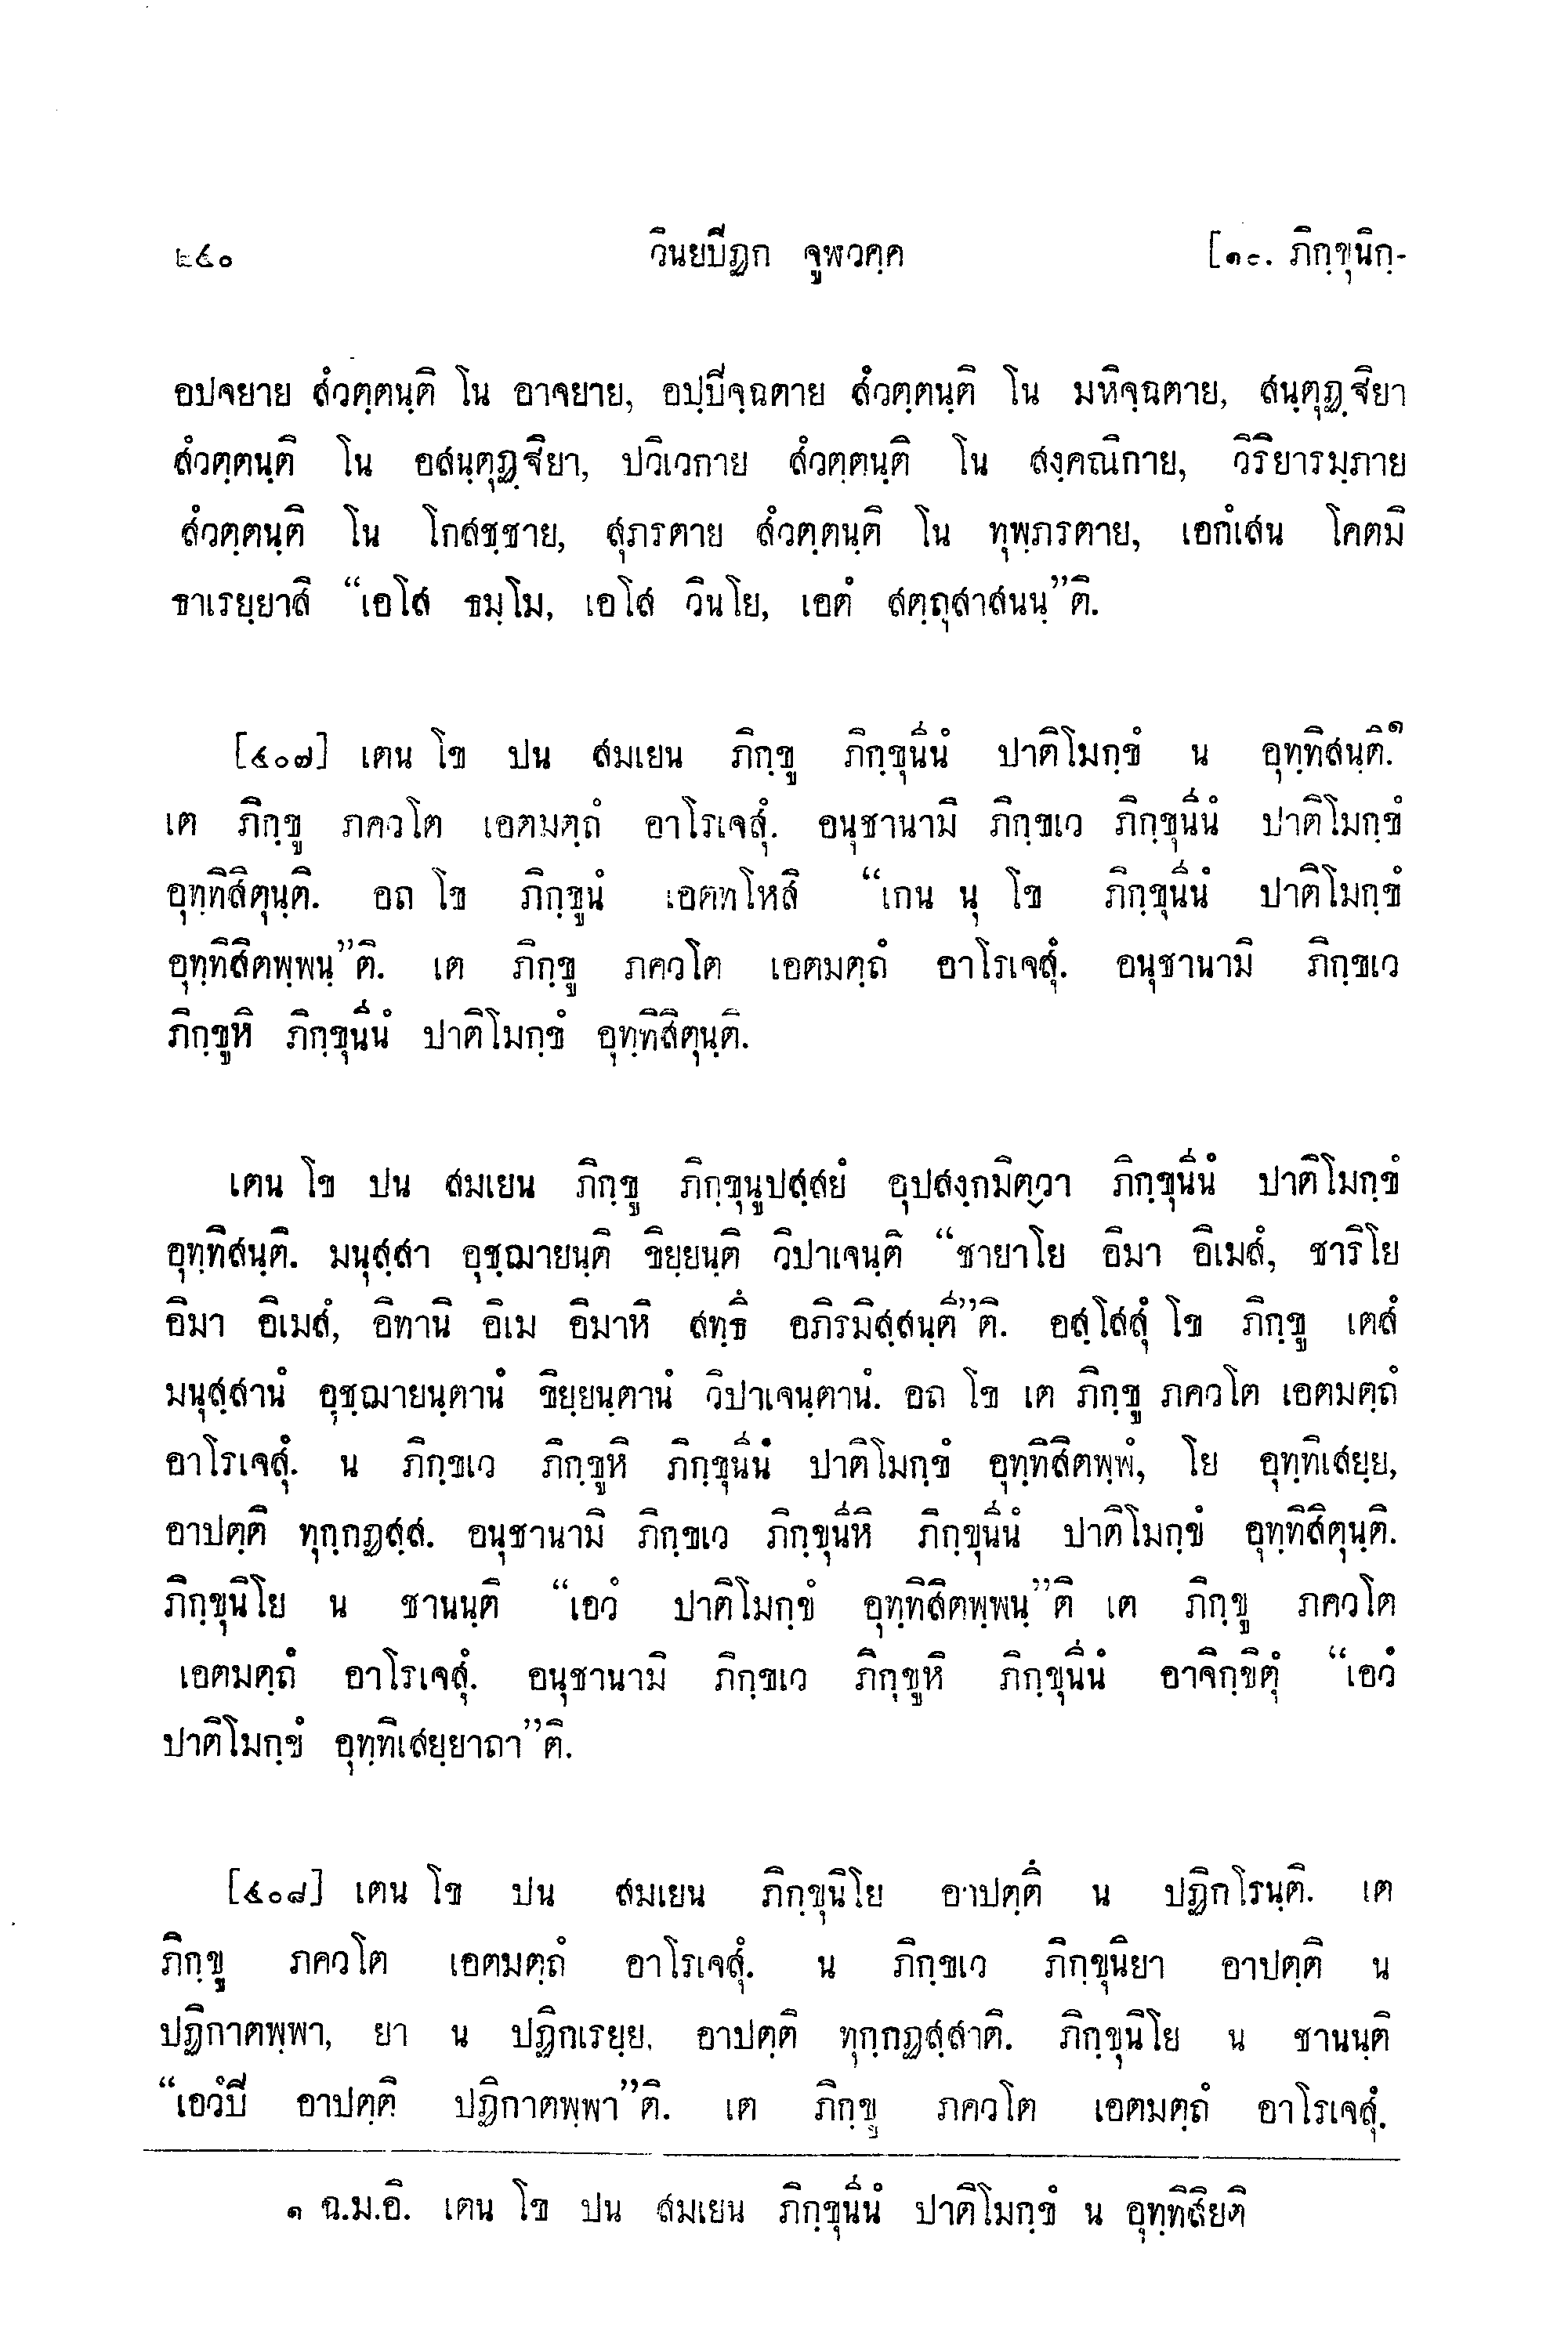 ๒๔๐ วินยปิฏก จูฬวคฺค [๑๐. ภิกฺขุนิกฺ-
อปจยาย สํวตฺตนฺติ โน อาจยาย, อปฺปิจฺฉตาย สํวตฺตนฺติ โน มหิจฺฉตาย, สนฺตุฏฺฐิยา
สํวตฺตนฺติ โน อสนฺตุฏฺฐิยา, ปวิเวกาย สํวตฺตนฺติ โน สงฺคณิกาย, วิริยารมฺภาย
สํวตฺตนฺติ โน โกสชฺชาย, สุภรตาย สํวตฺตนฺติ โน ทุพฺภรตาย, เอกํเสน โคตมิ
ธาเรยฺยาสิ “เอโส ธมฺโม, เอโส วินโย, เอตํ สตฺถุสาสนนฺ”ติ.
[๔๐๗] เตน โข ปน สมเยน ภิกฺขู ภิกฺขุนีนํ ปาติโมกฺขํ น อุทฺทิสนฺติ.๑
เต ภิกฺขู ภควโต เอตมตฺถํ อาโรเจสุํ. อนุชานามิ ภิกฺขเว ภิกฺขุนีนํ ปาติโมกฺขํ
อุทฺทิสิตุนฺติ. อถ โข ภิกฺขูนํ เอตทโหสิ “เกน นุ โข ภิกฺขุนีนํ ปาติโมกฺขํ
อุทฺทิสิตพฺพนฺ”ติ. เต ภิกฺขู ภควโต เอตมตฺถํ อาโรเจสุํ. อนุชานามิ ภิกฺขเว
ภิกฺขูหิ ภิกฺขุนีนํ ปาติโมกฺขํ อุทฺทิสิตุนฺติ.
เตน โข ปน สมเยน ภิกฺขู ภิกฺขุนูปสฺสยํ อุปสงฺกมิตฺวา ภิกฺขุนีนํ ปาติโมกฺขํ
อุทฺทิสนฺติ. มนุสฺสา อุชฺฌายนฺติ ขิยฺยนฺติ วิปาเจนฺติ “ชายาโย อิมา อิเมสํ, ชาริโย
อิมา อิเมสํ, อิทานิ อิเม อิมาหิ สทฺธึ อภิรมิสฺสนฺตี”ติ. อสฺโสสุํ โข ภิกฺขู เตสํ
มนุสฺสานํ อุชฺฌายนฺตานํ ขิยฺยนฺตานํ วิปาเจนฺตานํ. อถ โข เต ภิกฺขู ภควโต เอตมตฺถํ
อาโรเจสุํ. น ภิกฺขเว ภิกฺขูหิ ภิกฺขุนีนํ ปาติโมกฺขํ อุทฺทิสิตพฺพํ, โย อุทฺทิเสยฺย,
อาปตฺติ ทุกฺกฏสฺส. อนุชานามิ ภิกฺขเว ภิกฺขุนีหิ ภิกฺขุนีนํ ปาติโมกฺขํ อุทฺทิสิตุนฺติ.
ภิกฺขุนิโย น ชานนฺติ “เอวํ ปาติโมกฺขํ อุทฺทิสิตพฺพนฺ”ติ เต ภิกฺขู ภควโต
เอตมตฺถํ อาโรเจสุํ. อนุชานามิ ภิกฺขเว ภิกฺขูหิ ภิกฺขุนีนํ อาจิกฺขิตุํ “เอวํ
ปาติโมกฺขํ อุทฺทิเสยฺยาถา”ติ.
[๔๐๘] เตน โข ปน สมเยน ภิกฺขุนิโย อาปตฺตึ น ปฏิกโรนฺติ. เต
ภิกฺขู ภควโต เอตมตฺถํ อาโรเจสุํ. น ภิกฺขเว ภิกฺขุนิยา อาปตฺติ น
ปฏิกาตพฺพา, ยา น ปฏิกเรยฺย. อาปตฺติ ทุกฺกฏสฺสาติ. ภิกฺขุนิโย น ชานนฺติ
“เอวํปิ อาปตฺติ ปฏิกาตพฺพา”ติ. เต ภิกฺขู ภควโต เอตมตฺถํ อาโรเจสุํ.
๑ ฉ.ม.อิ. เตน โข ปน สมเยน ภิกฺขุนีนํ ปาติโมกฺขํ น อุทฺทิสิยติ